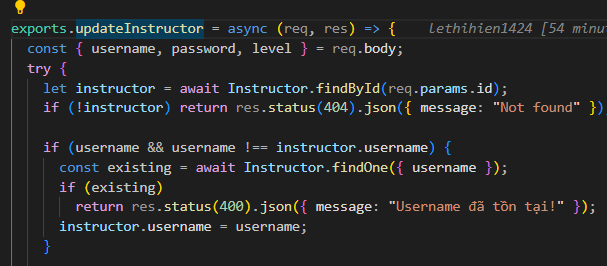 exports.updateInstructor = async (req, res) => { lethihien1424 [54 minu
const { username, password, level } = req.body;
try {
let instructor = await Instructor.findById(req.params.id);
if (!instructor) return res.status(404).json({ message: "Not found" })
if (username && username !== instructor.username) {
const existing = await Instructor.findOne({ username });
if (existing)
return res.status(400).json({ message: "Username đã tồn tại!" });
instructor.username = username;
}